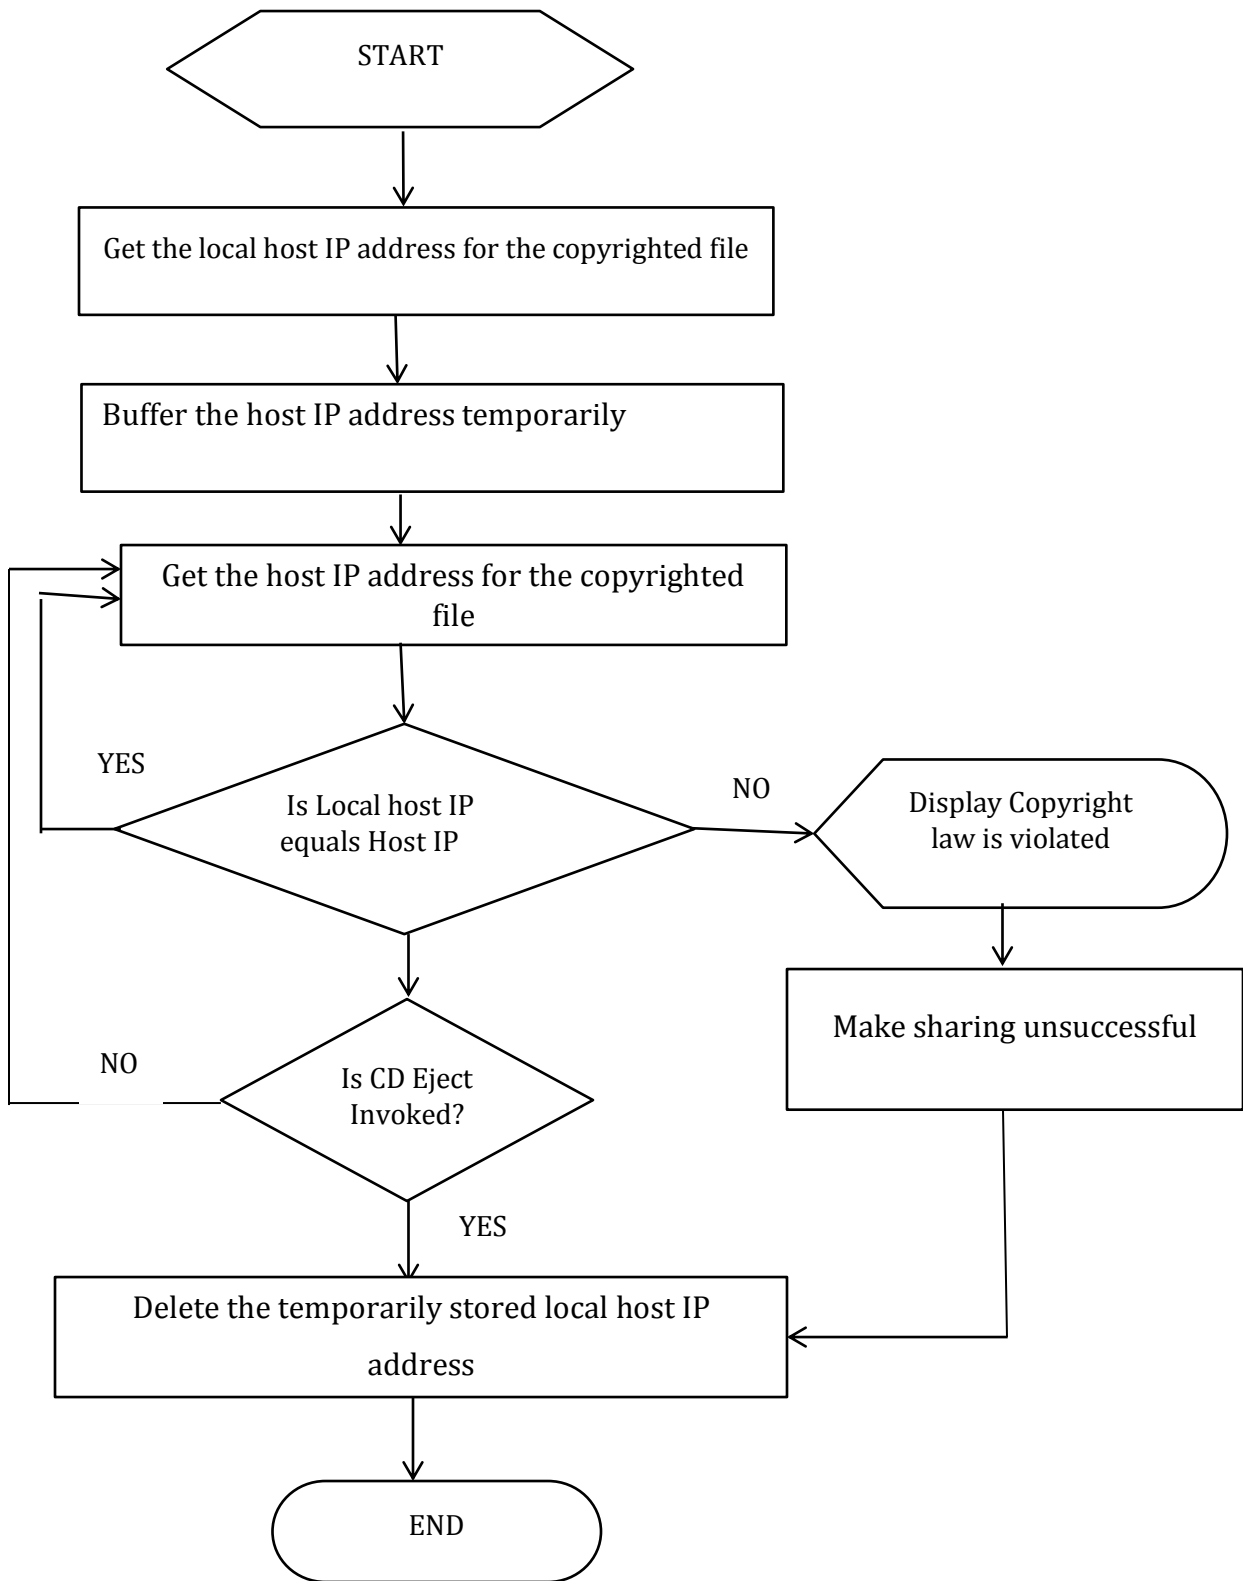 START
Get the local host IP address for the copyrighted file
Buffer the host IP address temporarily
Get the host IP address for the copyrighted
file
YES
Is Local host IP
equals Host IP
NO
Display Copyright
law is violated
Make sharing unsuccessful
NO
Is CD Eject
Invoked?
YES
Delete the temporarily stored local host IP
address
END